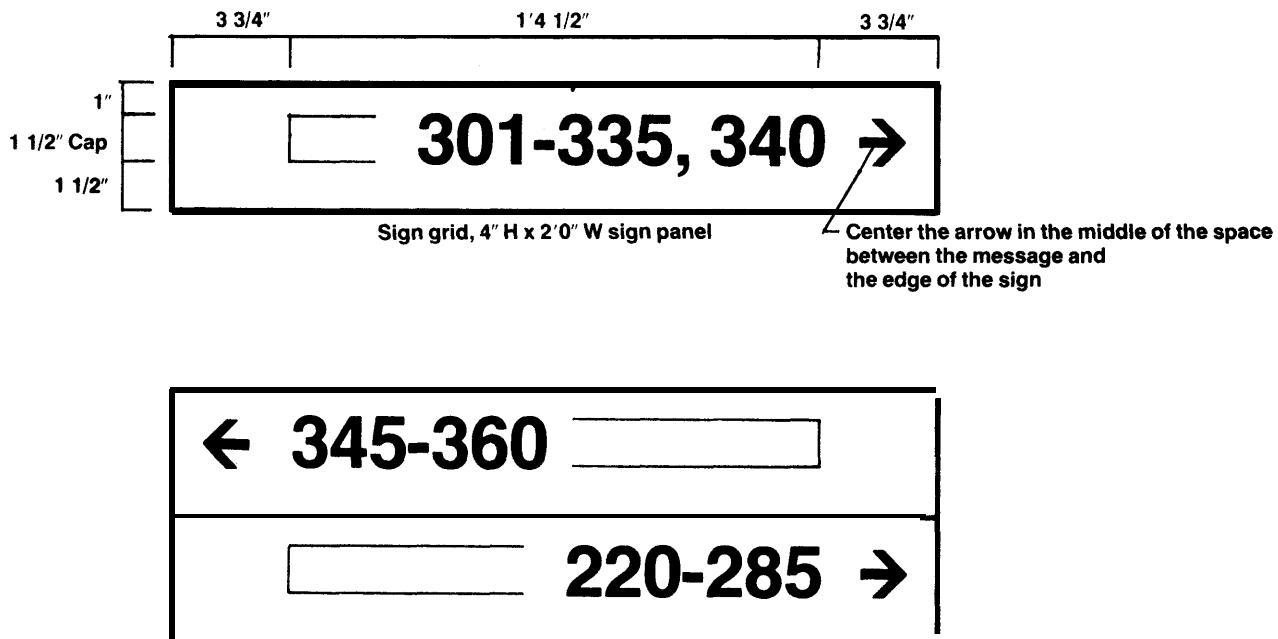 3 3/4" 1'4 1/2" 3 3/4"
1"
1 1/2" Cap
1 1/2"
301-335, 340 →
Sign grid, 4" H x 2'0" W sign panel
Center the arrow in the middle of the space
between the message and
the edge of the sign
← 345-360
220-285 →